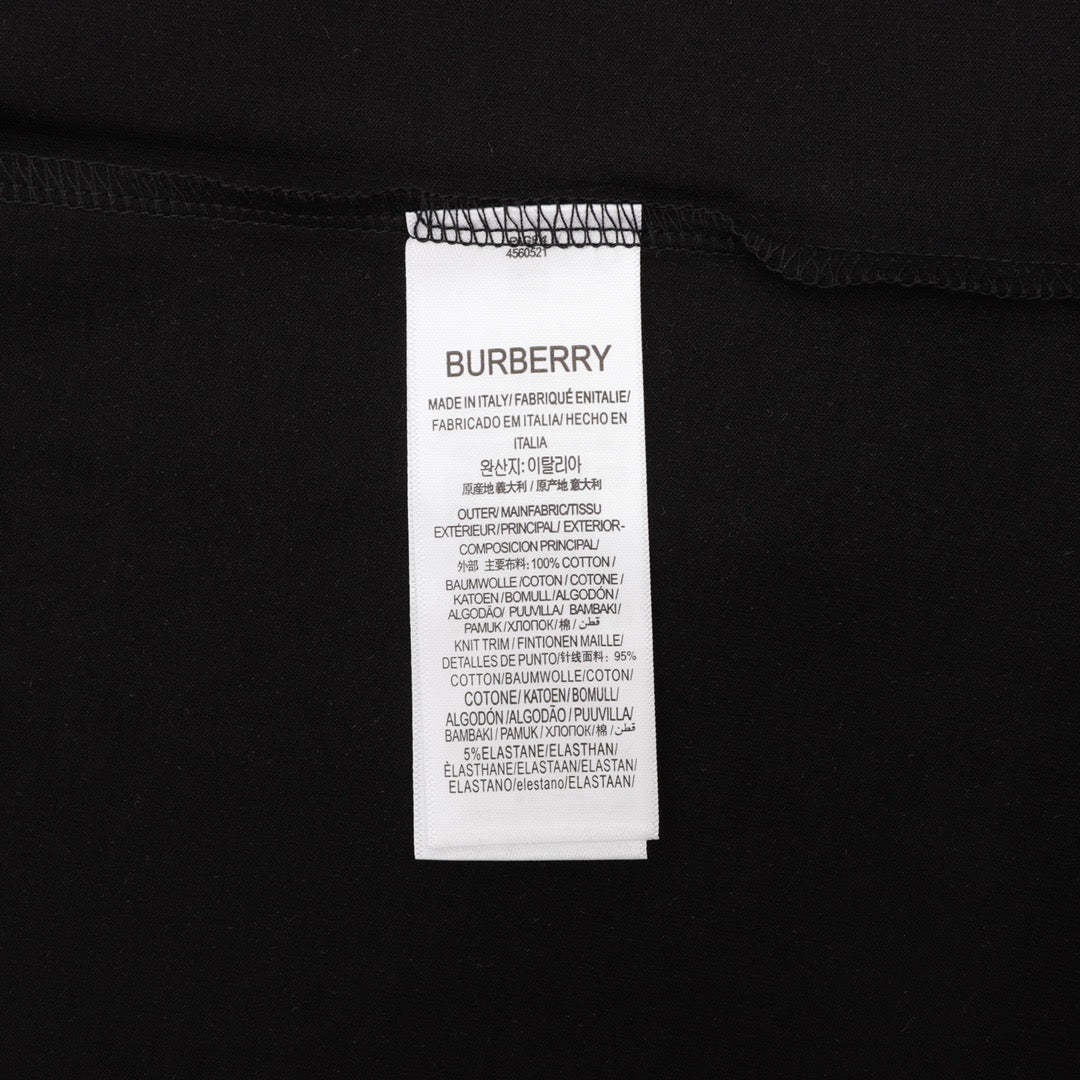 4560521
BURBERRY
MADE IN ITALY/ FABRIQUÉ ENITALIE/
FABRICADO EM ITALIA/ HECHO EN
ITALIA
완산지: 이탈리아
原産地 義大利 / 原产地 意大利
OUTER/ MAINFABRIC/TISSU
EXTÉRIEUR/PRINCIPAL/ EXTERIOR-
COMPOSICION PRINCIPAL/
外部 主要布料: 100% COTTON /
BAUMWOLLE /COTON / COTONE /
KATOEN / BOMULL / ALGODÓN /
ALGODÃO/ PUUVILLA/ BAMBAKI/
PAMUK / ХЛОПОК/ 棉 / قطن /
KNIT TRIM / FINTIONEN MAILLE/
DETALLES DE PUNTO/针线面料: 95%
COTTON/BAUMWOLLE/COTON/
COTONE/ KATOEN/ BOMULL/
ALGODÓN /ALGODÃO / PUUVILLA/
BAMBAKI / PAMUK / ХЛОПОК/棉 / قطن/
5%ELASTANE/ELASTHAN/
ÈLASTHANE/ELASTAAN/ELASTAN/
ELASTANO/elestano/ELASTAAN/